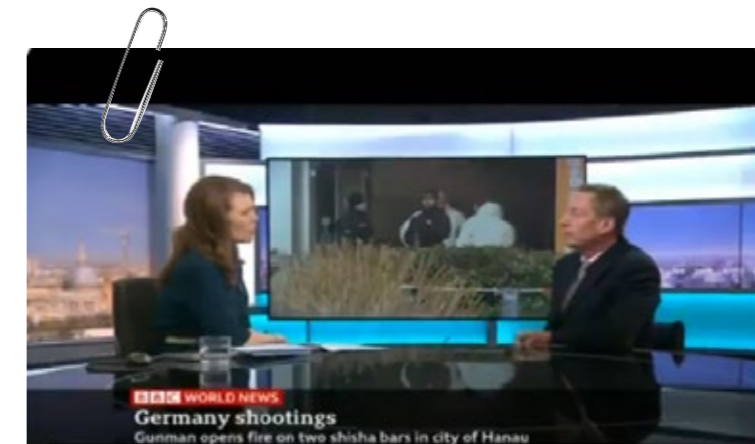 BBC WORLD NEWS
Germany shootings
Gunman opens fire on two shisha bars in city of Hanau